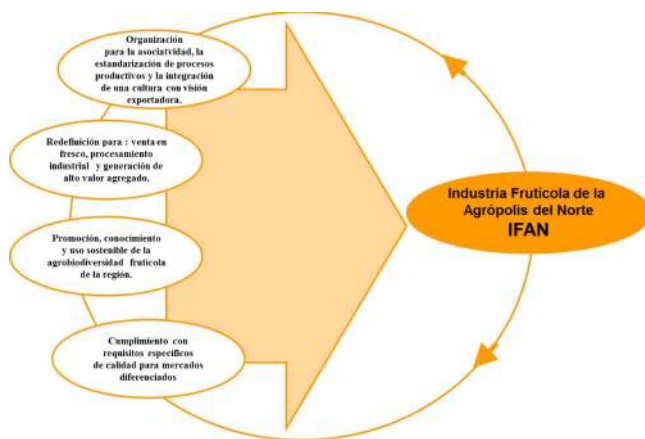 Organización
para la asociatvidad, la
estandarización de procesos
productivos y la integración
de una cultura con visión
exportadora.
Redefinición para : venta en
fresco, procesamiento
industrial y generación de
alto valor agregado.
Promoción, conocimiento
y uso sostenible de la
agrobiodiversidad frutícola
de la región.
Cumplimiento con
requisitos específicos
de calidad para mercados
diferenciados
Industria Frutícola de la
Agrópolis del Norte
IFAN